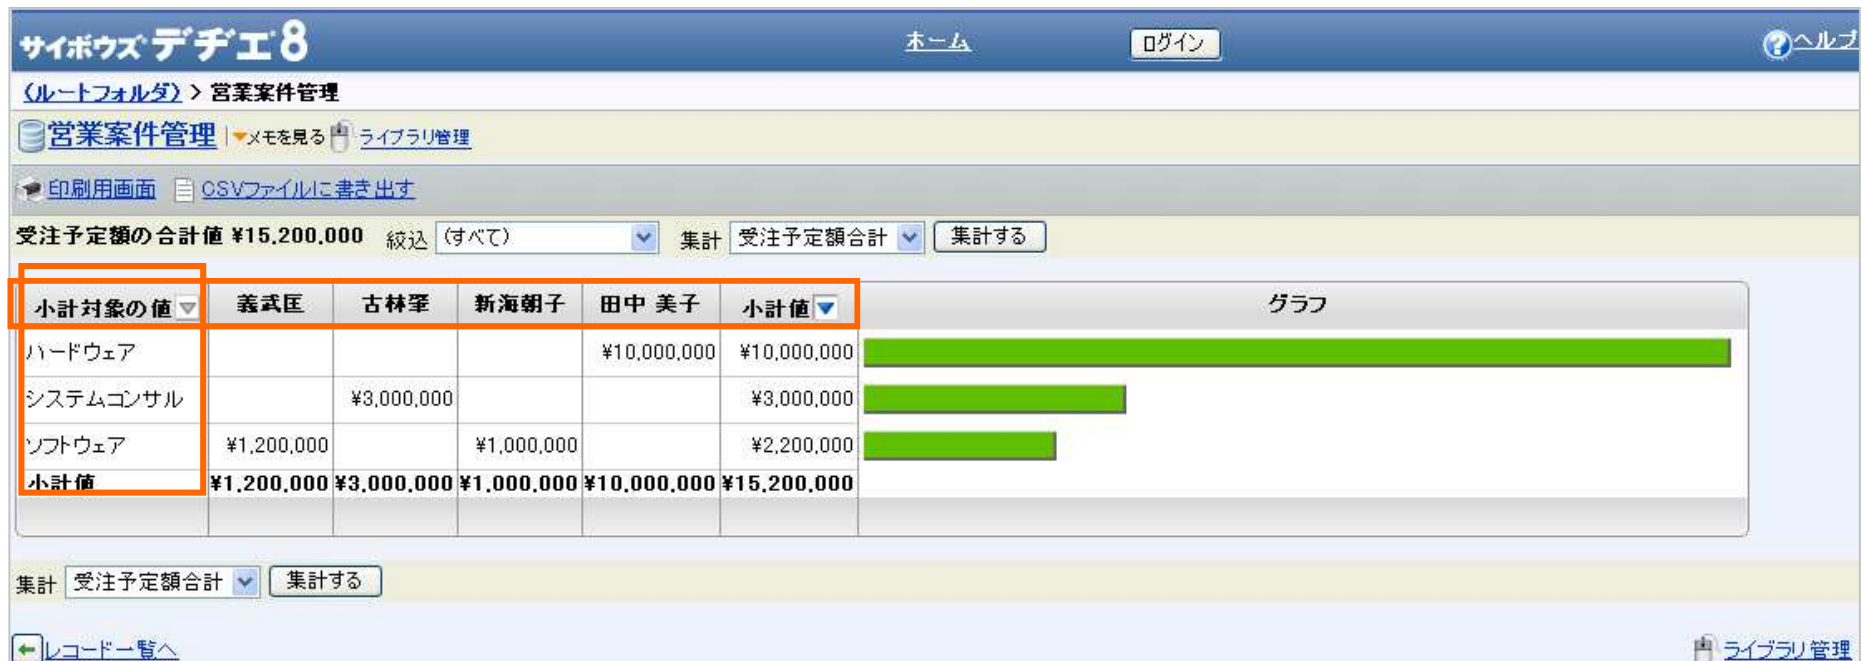 サイボウズ デヂエ 8 ホーム ログイン ヘルプ
(ルートフォルダ) > 営業案件管理
営業案件管理 | メモを見る ライブラリ管理
印刷用画面 CSVファイルに書き出す
受注予定額の合計値 ¥15,200,000 絞込 (すべて) 集計 受注予定額合計 集計する
小計対象の値 義武匡 古林肇 新海朝子 田中 美子 小計値 グラフ
ハードウェア ¥10,000,000 ¥10,000,000
システムコンサル ¥3,000,000 ¥3,000,000
ソフトウェア ¥1,200,000 ¥1,000,000 ¥2,200,000
小計値 ¥1,200,000 ¥3,000,000 ¥1,000,000 ¥10,000,000 ¥15,200,000
集計 受注予定額合計 集計する
レコード一覧へ ライブラリ管理